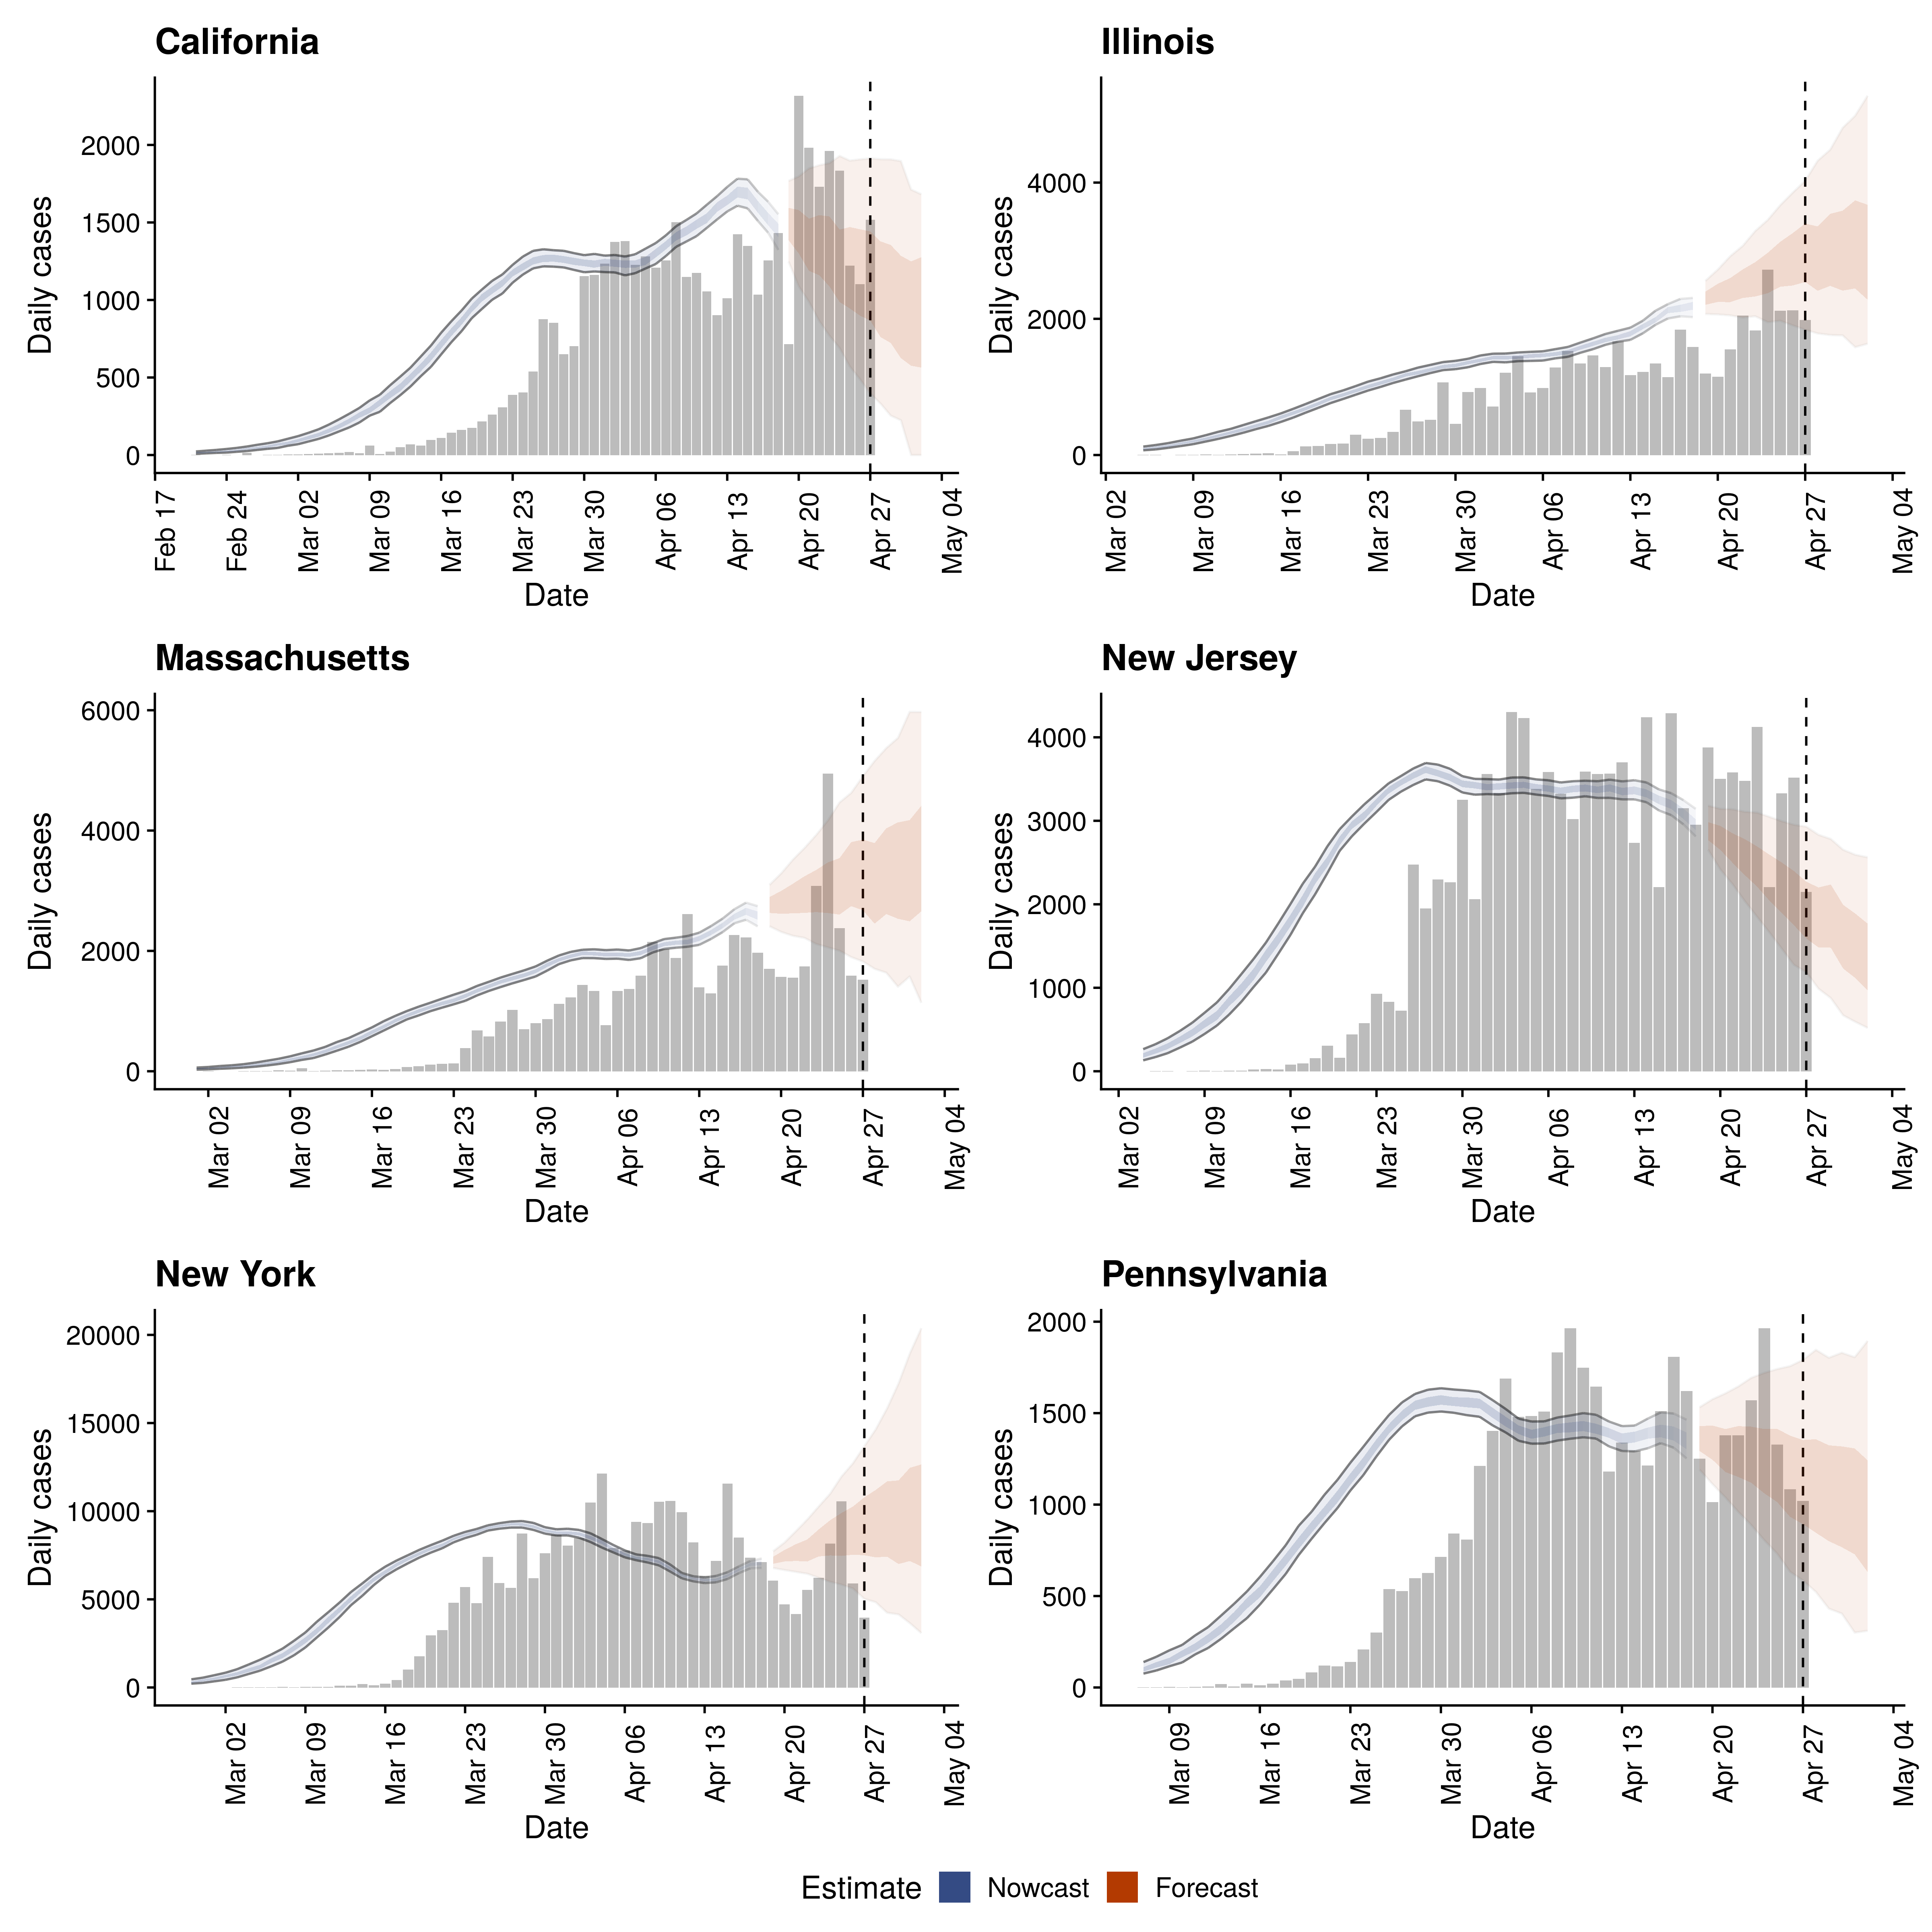 California
Daily cases
2000
1500
1000
500
0
Feb 17
Feb 24
Mar 02
Mar 09
Mar 16
Mar 23
Mar 30
Apr 06
Apr 13
Apr 20
Apr 27
May 04
Date
Illinois
Daily cases
4000
2000
0
Mar 02
Mar 09
Mar 16
Mar 23
Mar 30
Apr 06
Apr 13
Apr 20
Apr 27
May 04
Date
Massachusetts
Daily cases
6000
4000
2000
0
Mar 02
Mar 09
Mar 16
Mar 23
Mar 30
Apr 06
Apr 13
Apr 20
Apr 27
May 04
Date
New Jersey
Daily cases
4000
3000
2000
1000
0
Mar 02
Mar 09
Mar 16
Mar 23
Mar 30
Apr 06
Apr 13
Apr 20
Apr 27
May 04
Date
New York
Daily cases
20000
15000
10000
5000
0
Mar 02
Mar 09
Mar 16
Mar 23
Mar 30
Apr 06
Apr 13
Apr 20
Apr 27
May 04
Date
Pennsylvania
Daily cases
2000
1500
1000
500
0
Mar 09
Mar 16
Mar 23
Mar 30
Apr 06
Apr 13
Apr 20
Apr 27
May 04
Date
Estimate Nowcast Forecast